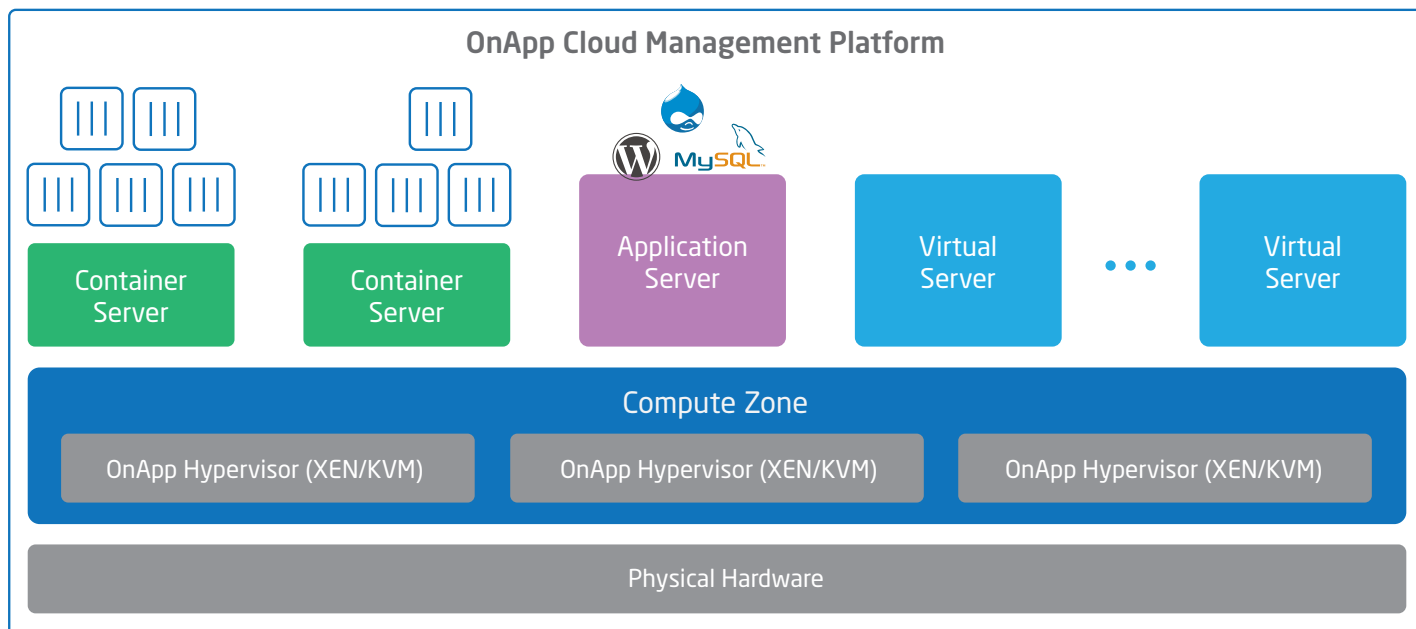 OnApp Cloud Management Platform
W
MySQL
Container
Server
Container
Server
Application
Server
Virtual
Server
Virtual
Server
Compute Zone
OnApp Hypervisor (XEN/KVM)
OnApp Hypervisor (XEN/KVM)
OnApp Hypervisor (XEN/KVM)
Physical Hardware